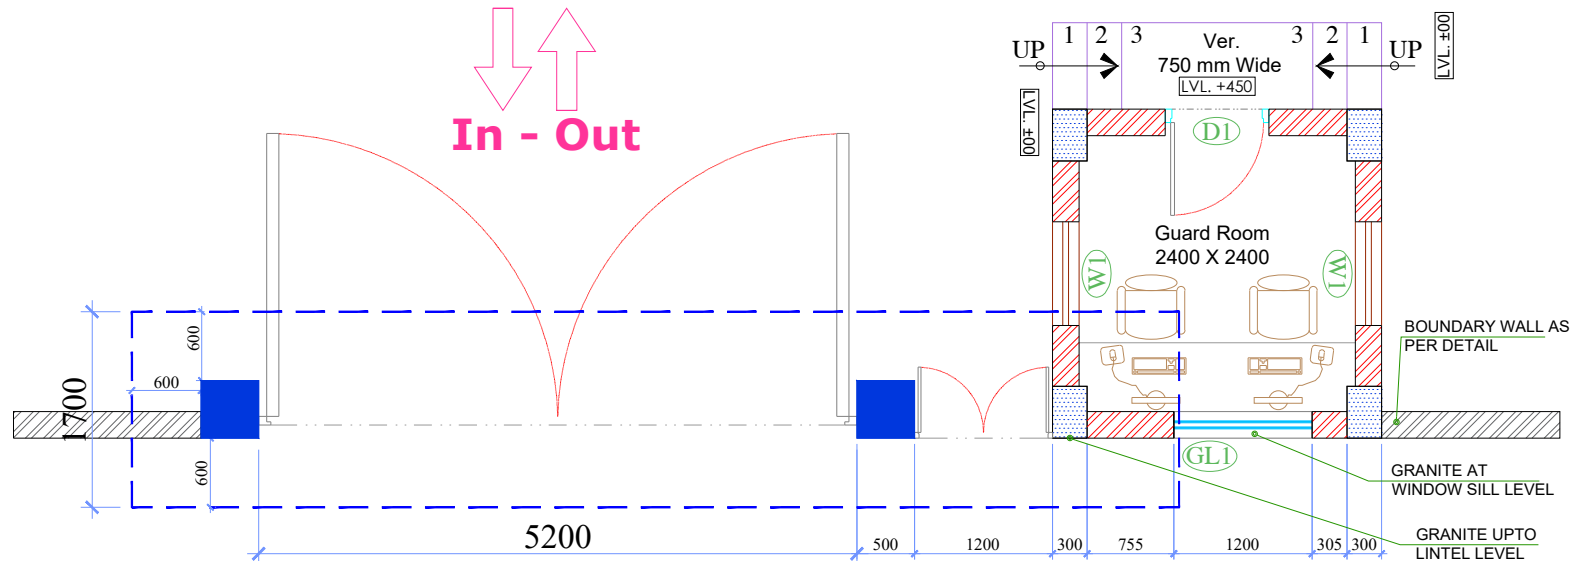 In - Out
UP
1
2
3
Ver.
750 mm Wide
LVL. +450
3
2
1
UP
LVL. ±00
LVL. ±00
D1
Guard Room
2400 X 2400
W1
W1
BOUNDARY WALL AS
PER DETAIL
600
600
1700
600
GL1
GRANITE AT
WINDOW SILL LEVEL
GRANITE UPTO
LINTEL LEVEL
5200
500
1200
300
755
1200
305
300